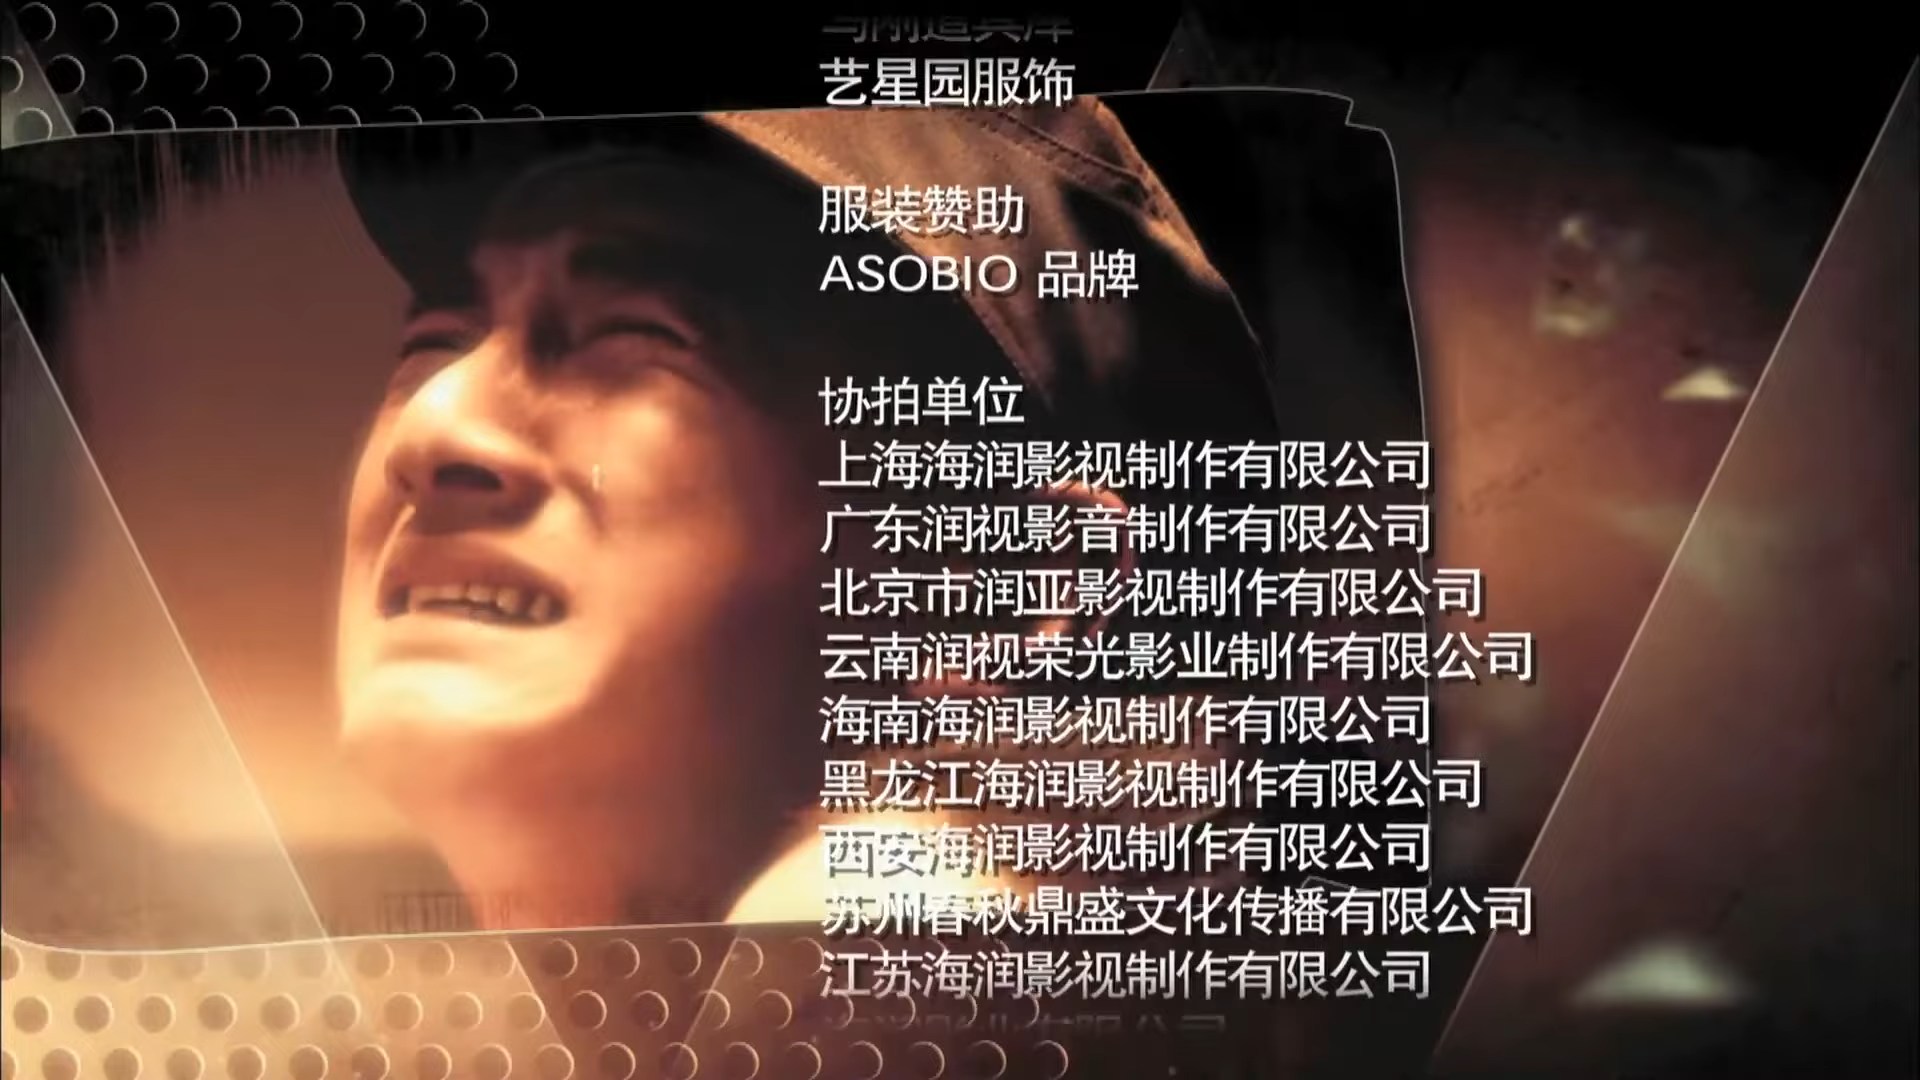 艺星园服饰
服装赞助
ASOBIO 品牌
协拍单位
上海海润影视制作有限公司
广东润视影音制作有限公司
北京市润亚影视制作有限公司
云南润视荣光影业制作有限公司
海南海润影视制作有限公司
黑龙江海润影视制作有限公司
西安海润影视制作有限公司
苏州春秋鼎盛文化传播有限公司
江苏海润影视制作有限公司